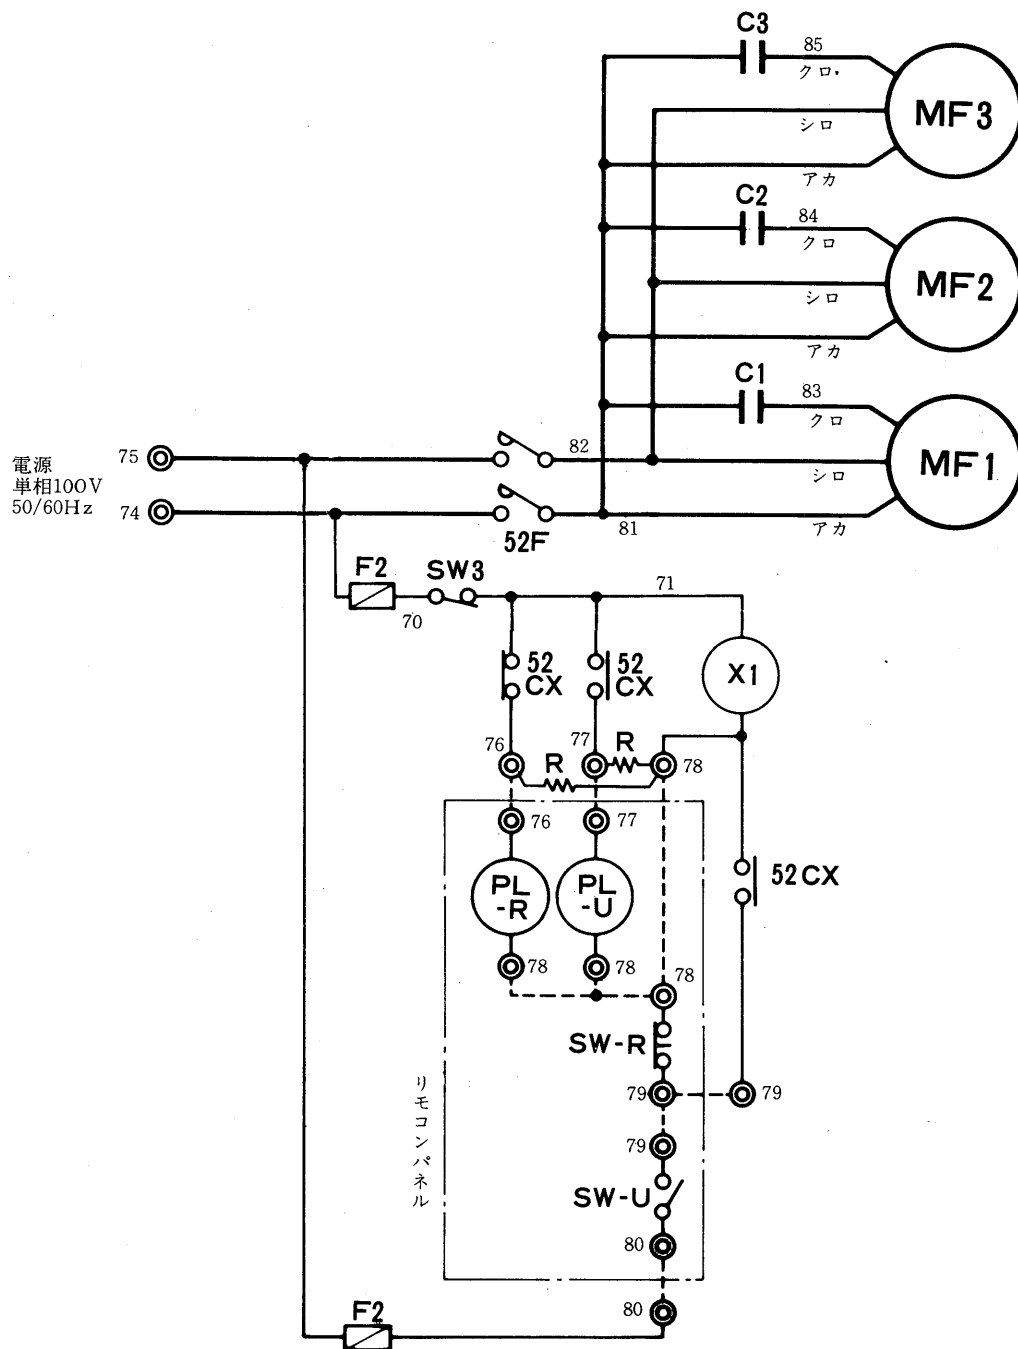 C3
85
クロ
MF3
シロ
アカ
C2
84
クロ
MF2
シロ
アカ
C1
83
クロ
電源
単相100V
50/60Hz
75
82
MF1
シロ
74
52F
81
アカ
F2
SW3
70
71
52
CX
52
CX
X1
76
77
R
R
78
76
77
PL
-R
PL
-U
52CX
78
78
78
SW-R
リモコンパネル
79
79
79
SW-U
80
80
F2